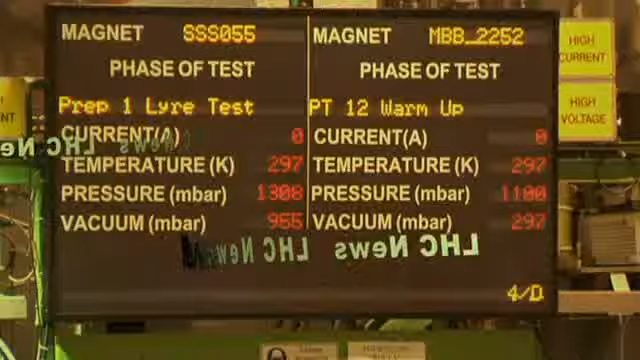 MAGNET SSS055
PHASE OF TEST
Prep 1 Lyre Test
CURRENT(A) 0
TEMPERATURE (K) 297
PRESSURE (mbar) 1308
VACUUM (mbar) 955
MAGNET MBB_2252
PHASE OF TEST
PT 12 Warm Up
CURRENT(A) 0
TEMPERATURE (K) 297
PRESSURE (mbar) 1100
VACUUM (mbar) 297
LHC News LHC News
4/D
HIGH
CURRENT
HIGH
VOLTAGE